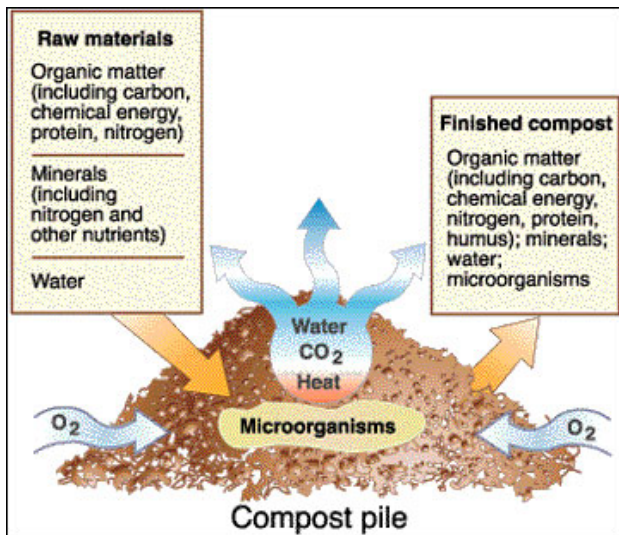 Raw materials
Organic matter
(including carbon,
chemical energy,
protein, nitrogen)
Minerals
(including
nitrogen and
other nutrients)
Water
Finished compost
Organic matter
(including carbon,
chemical energy,
nitrogen, protein,
humus); minerals;
water;
microorganisms
Water
CO2
Heat
O2
Microorganisms
O2
Compost pile